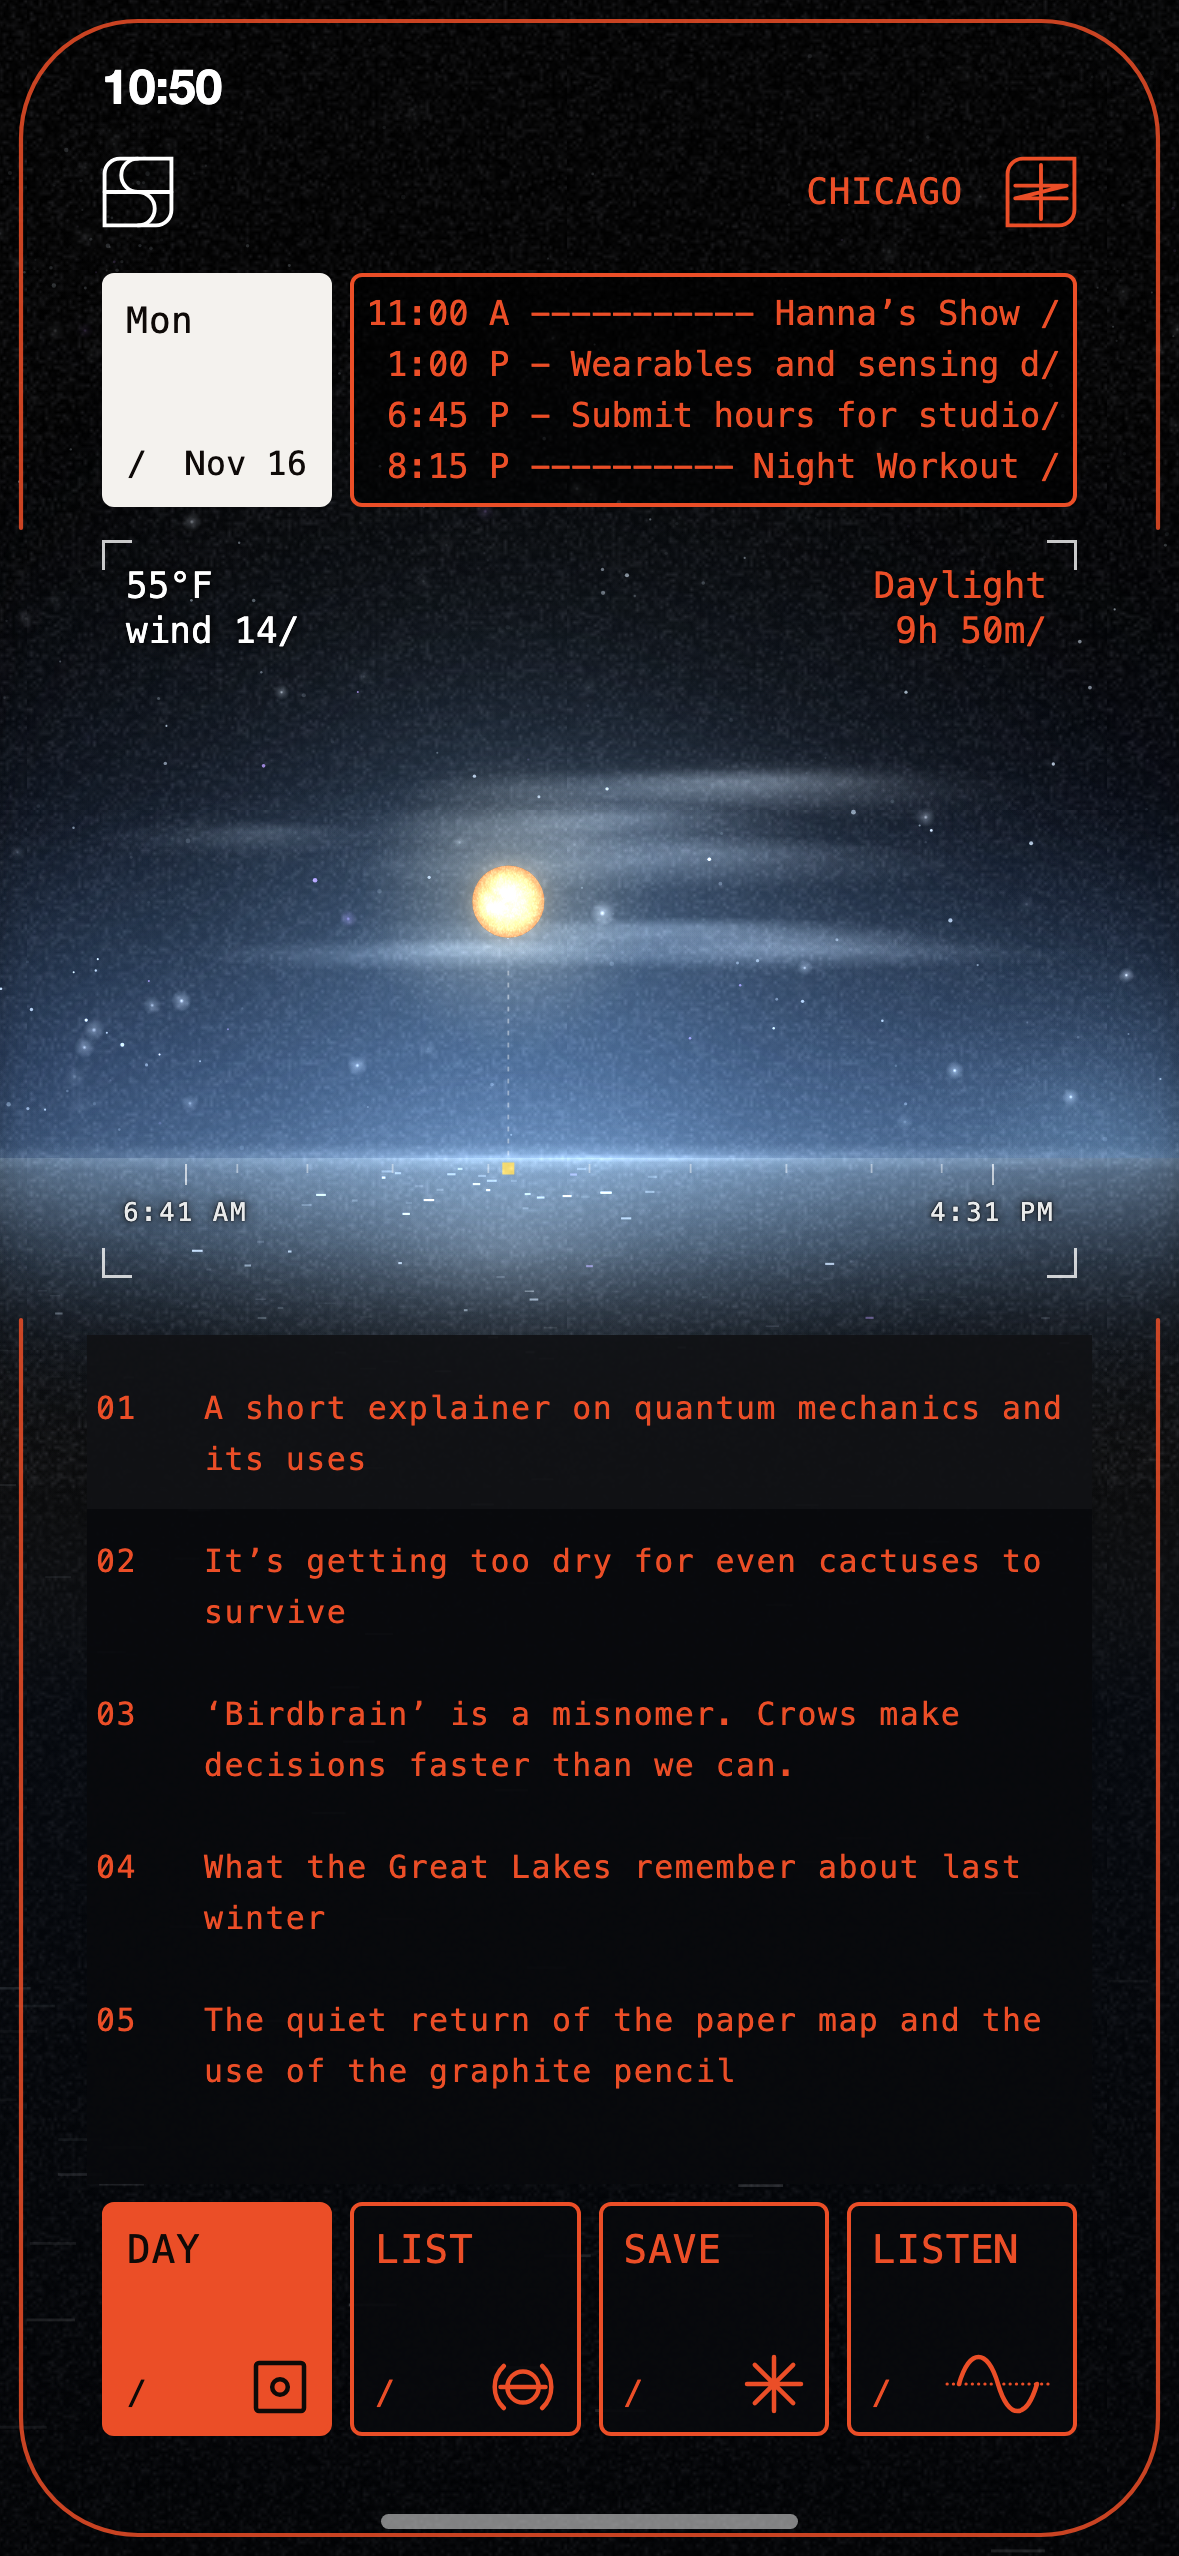 10:50
CHICAGO
Mon
/ Nov 16
11:00 A ––––––––––– Hanna’s Show /
1:00 P – Wearables and sensing d/
6:45 P – Submit hours for studio/
8:15 P –––––––––– Night Workout /
55°F
wind 14/
Daylight
9h 50m/
6:41 AM
4:31 PM
01 A short explainer on quantum mechanics and
its uses
02 It’s getting too dry for even cactuses to
survive
03 ‘Birdbrain’ is a misnomer. Crows make
decisions faster than we can.
04 What the Great Lakes remember about last
winter
05 The quiet return of the paper map and the
use of the graphite pencil
DAY
/
LIST
/
SAVE
/
LISTEN
/